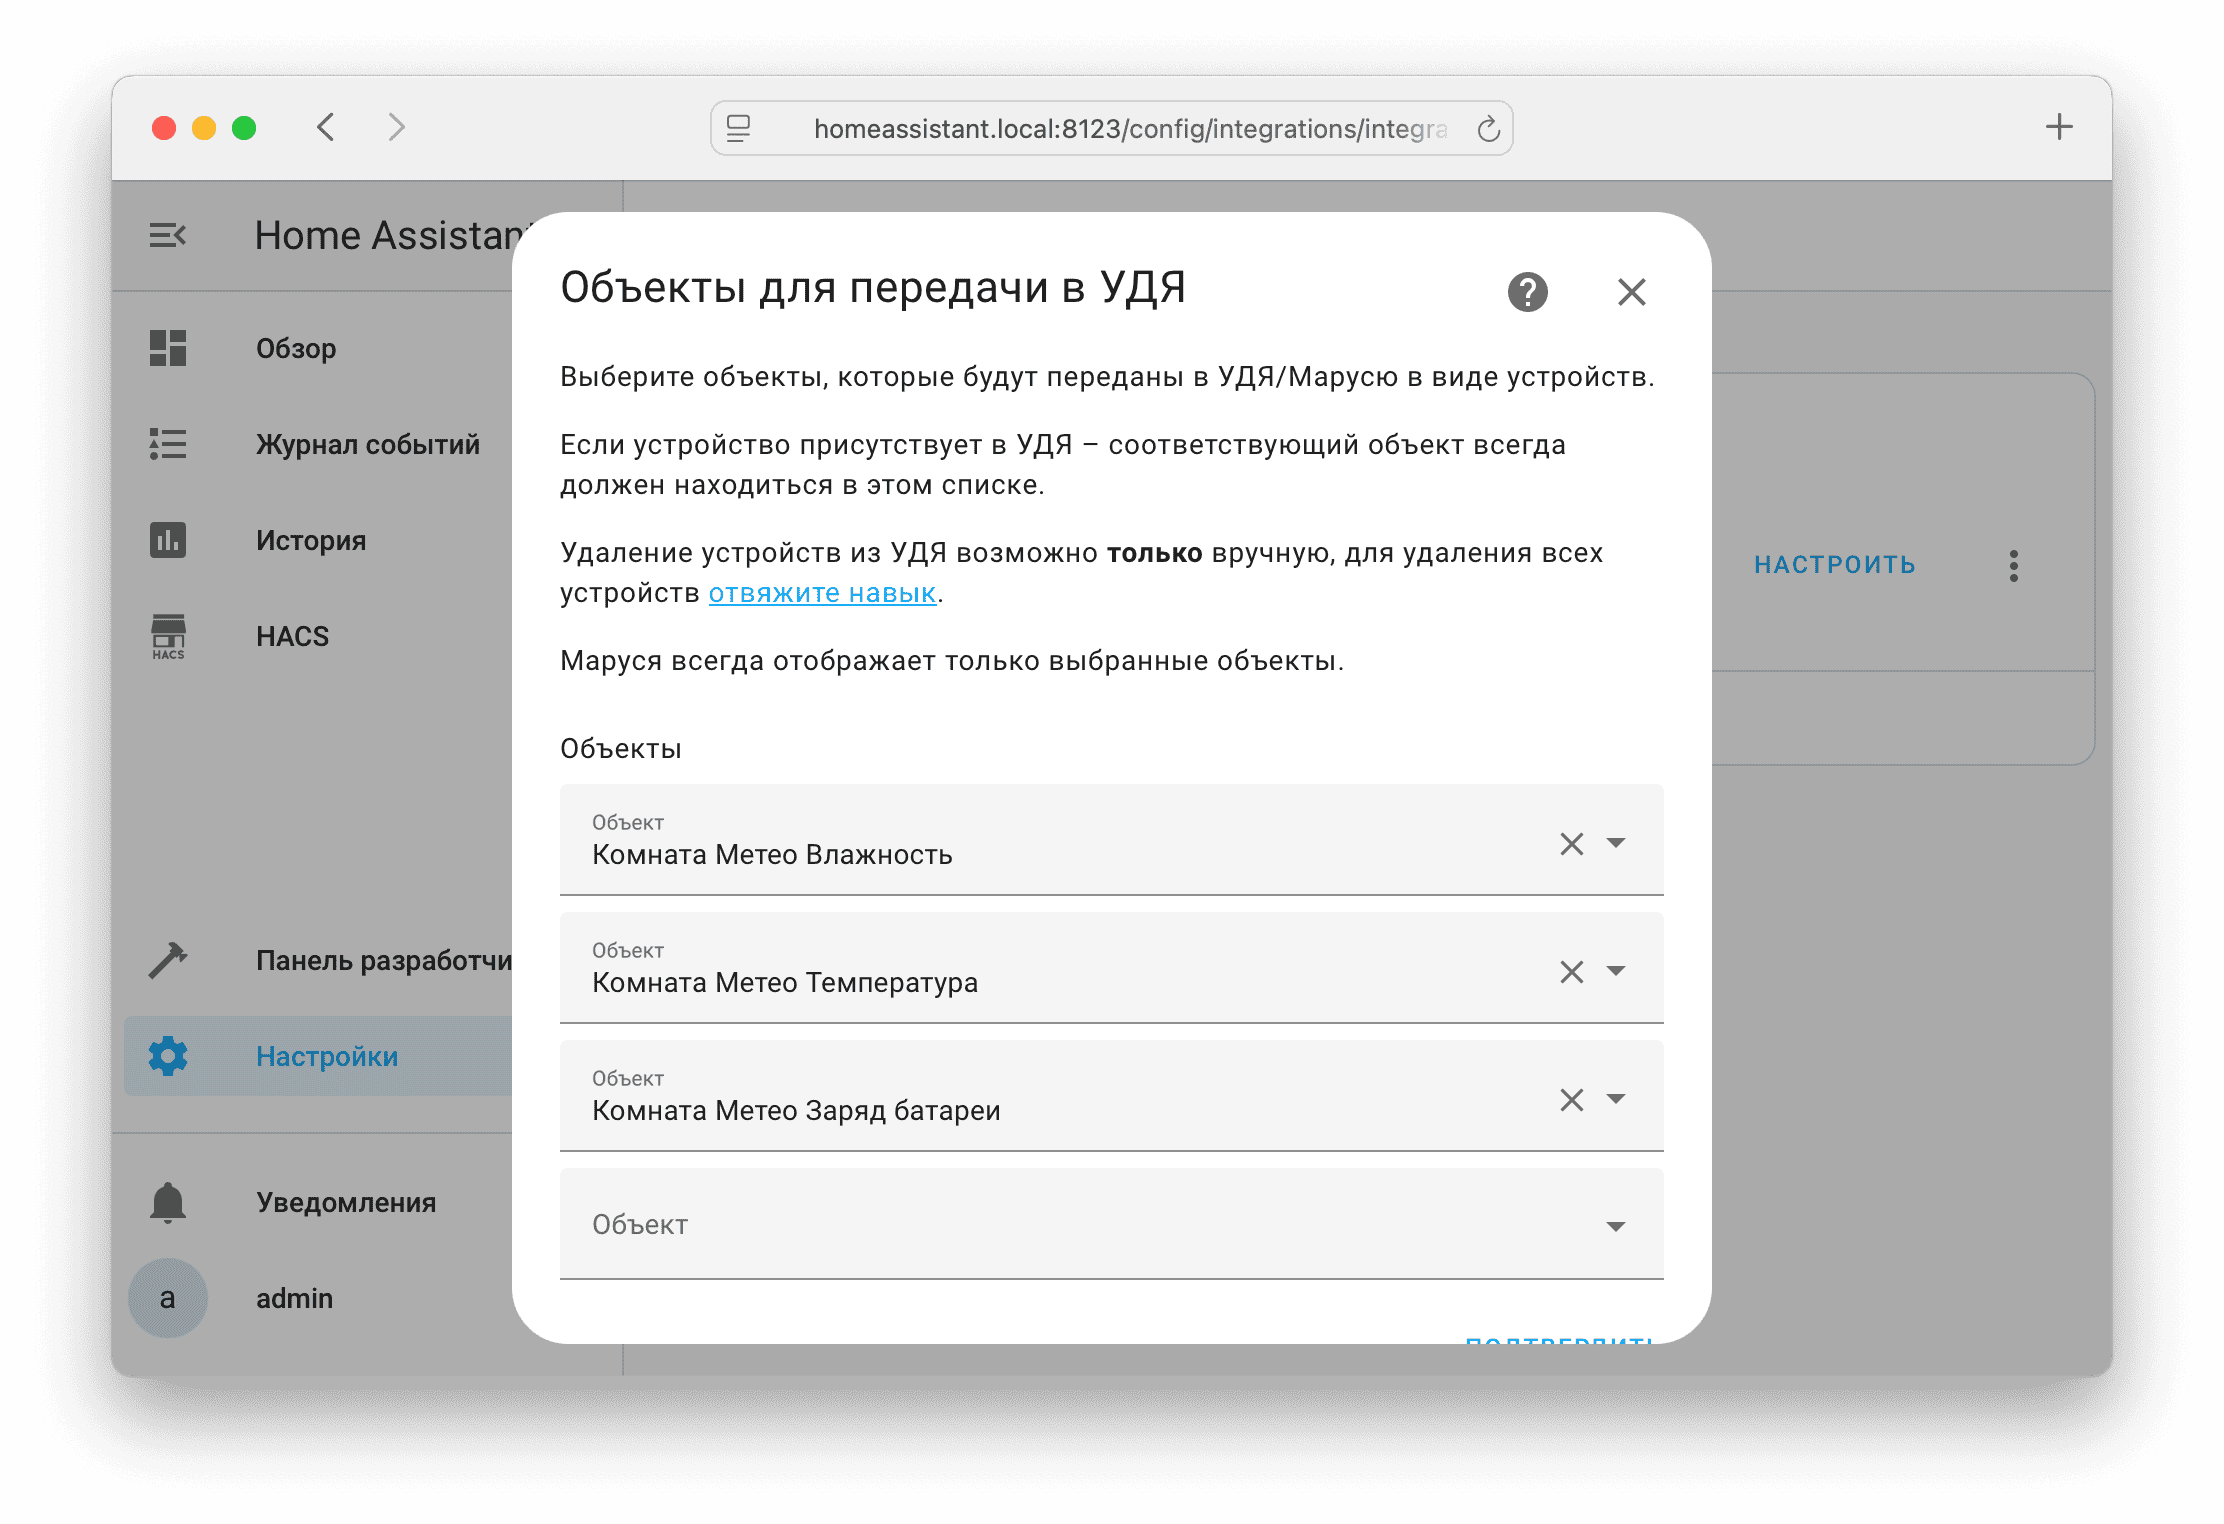 homeassistant.local:8123/config/integrations/integra
Home Assistant
Обзор
Журнал событий
История
HACS
HACS
Панель разработчи
Настройки
Уведомления
a
admin
Объекты для передачи в УДЯ
Выберите объекты, которые будут переданы в УДЯ/Марусю в виде устройств.
Если устройство присутствует в УДЯ – соответствующий объект всегда
должен находиться в этом списке.
Удаление устройств из УДЯ возможно только вручную, для удаления всех
устройств отвяжите навык.
Маруся всегда отображает только выбранные объекты.
Объекты
Объект
Комната Метео Влажность
Объект
Комната Метео Температура
Объект
Комната Метео Заряд батареи
Объект
ПОДТВЕРДИТЬ
НАСТРОИТЬ